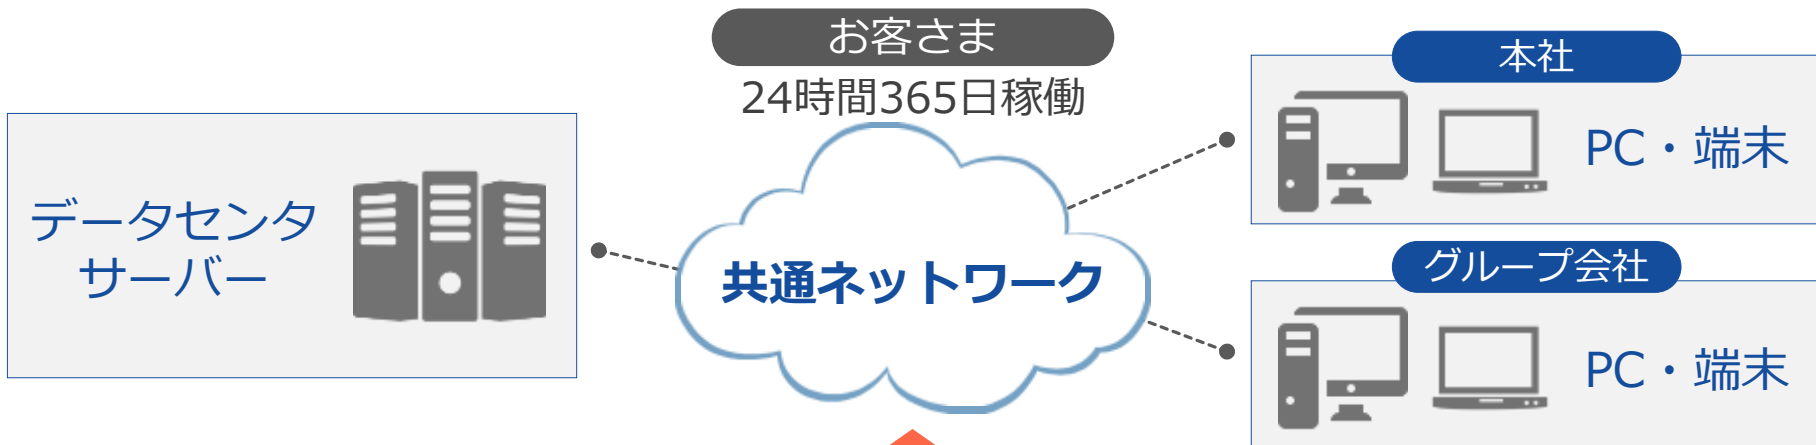 お客さま
24時間365日稼働
データセンタ
サーバー
共通ネットワーク
本社
PC・端末
グループ会社
PC・端末